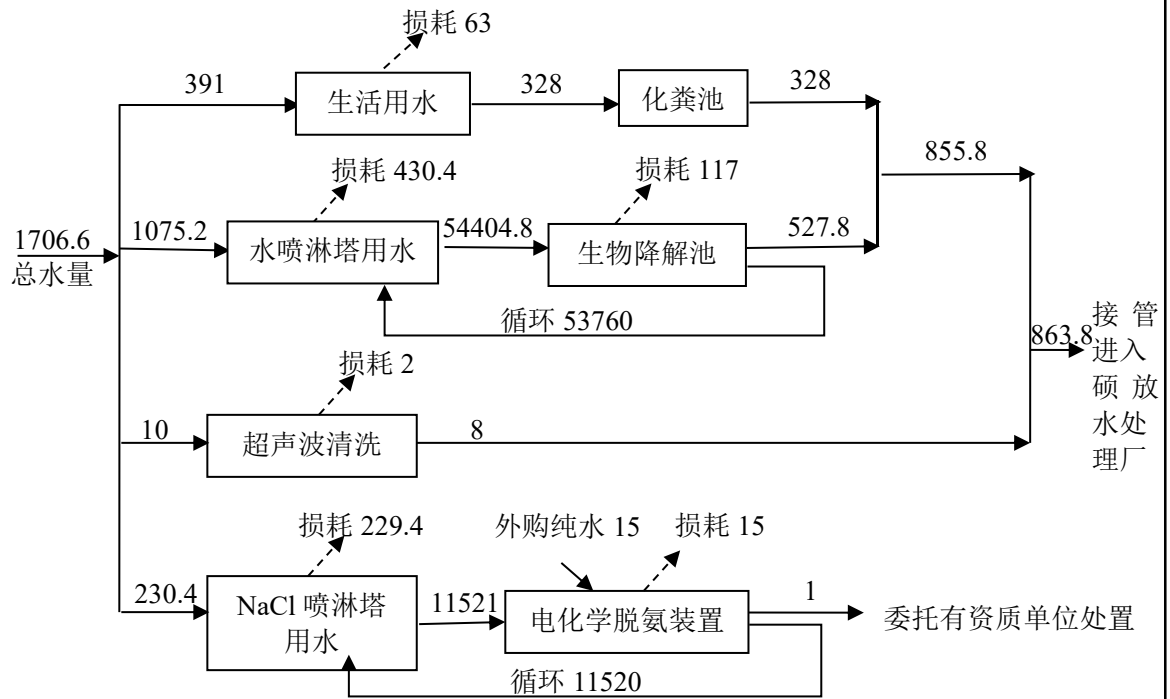 损耗 63
391
生活用水
328
化粪池
328
855.8
损耗 430.4
损耗 117
1706.6
总水量
1075.2
水喷淋塔用水
54404.8
生物降解池
527.8
循环 53760
863.8
接 管
进入
硕 放
水处
理厂
损耗 2
10
超声波清洗
8
损耗 229.4
外购纯水 15
损耗 15
230.4
NaCl 喷淋塔
用水
11521
电化学脱氨装置
1
委托有资质单位处置
循环 11520